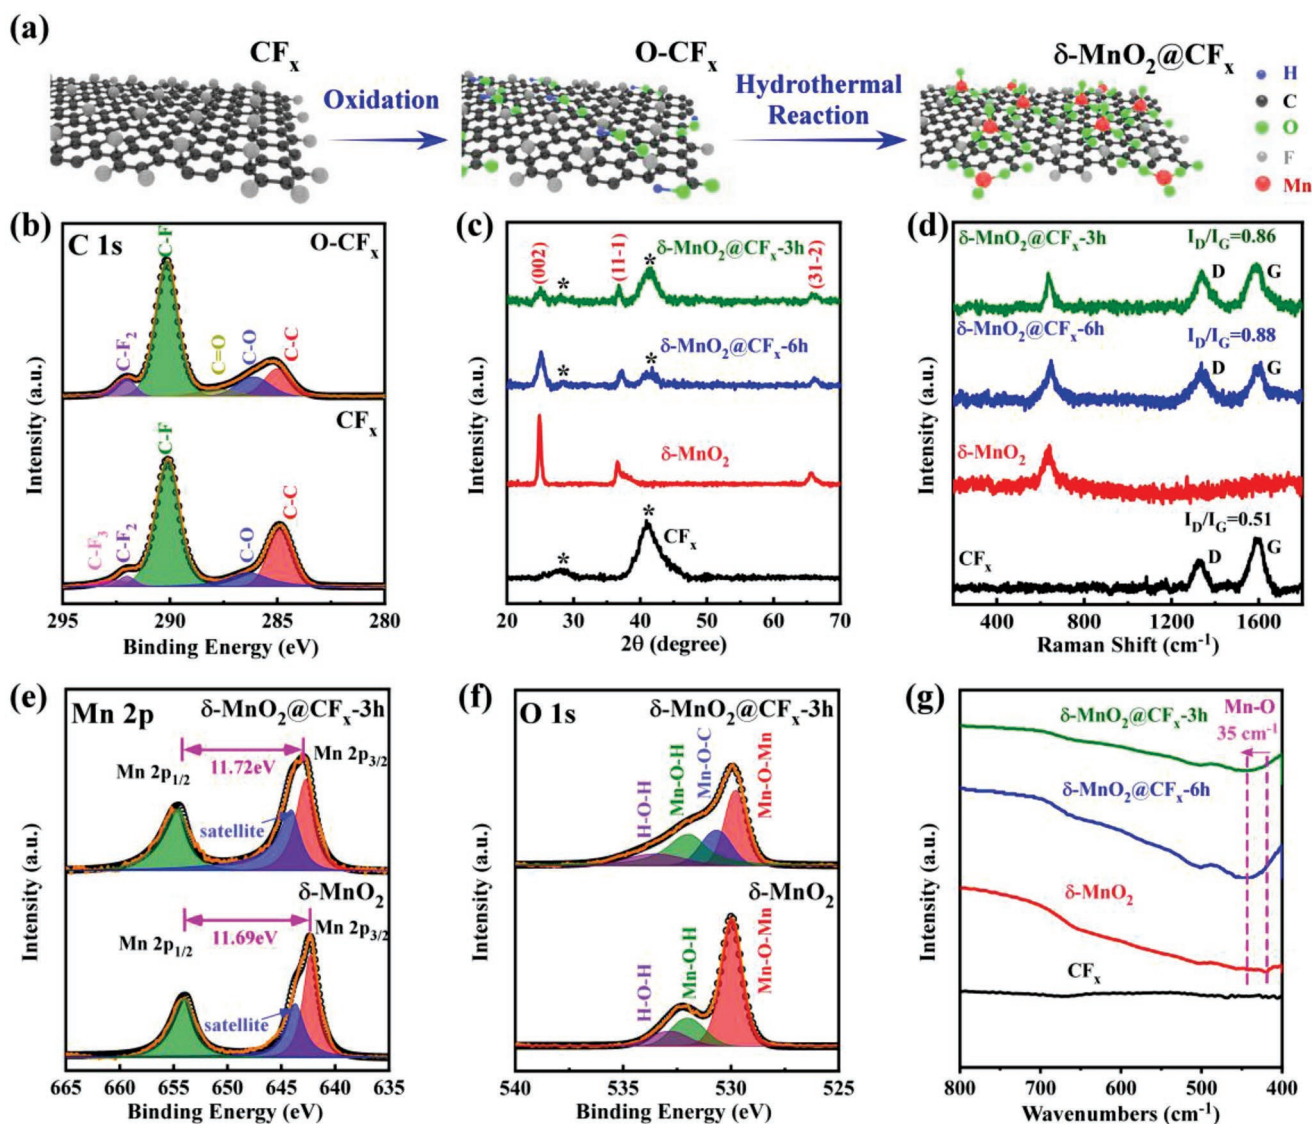 (a)
CFₓ
Oxidation
O-CFₓ
Hydrothermal
Reaction
δ-MnO₂@CFₓ
H
C
O
F
Mn
(b)
C 1s
O-CFₓ
C-F₂
C-F
C=O
C-O
C-C
CFₓ
C-F₃
C-F₂
C-F
C-O
C-C
Intensity (a.u.)
295 290 285 280
Binding Energy (eV)
(c)
(002)
*
(11-1)
*
δ-MnO₂@CFₓ-3h
(31-2)
δ-MnO₂@CFₓ-6h
*
*
δ-MnO₂
*
*
CFₓ
Intensity (a.u.)
20 30 40 50 60 70
2θ (degree)
(d)
δ-MnO₂@CFₓ-3h
I_D/I_G=0.86
D
G
δ-MnO₂@CFₓ-6h
I_D/I_G=0.88
D
G
δ-MnO₂
I_D/I_G=0.51
CFₓ
D
G
Intensity (a.u.)
400 800 1200 1600
Raman Shift (cm⁻¹)
(e)
Mn 2p
δ-MnO₂@CFₓ-3h
Mn 2p₁/₂
11.72eV
Mn 2p₃/₂
satellite
δ-MnO₂
Mn 2p₁/₂
11.69eV
Mn 2p₃/₂
satellite
Intensity (a.u.)
665 660 655 650 645 640 635
Binding Energy (eV)
(f)
O 1s
δ-MnO₂@CFₓ-3h
H-O-H
Mn-O-H
Mn-O-C
Mn-O-Mn
δ-MnO₂
H-O-H
Mn-O-H
Mn-O-Mn
Intensity (a.u.)
540 535 530 525
Binding Energy (eV)
(g)
δ-MnO₂@CFₓ-3h
Mn-O
35 cm⁻¹
δ-MnO₂@CFₓ-6h
δ-MnO₂
CFₓ
Intensity (a.u.)
800 700 600 500 400
Wavenumbers (cm⁻¹)